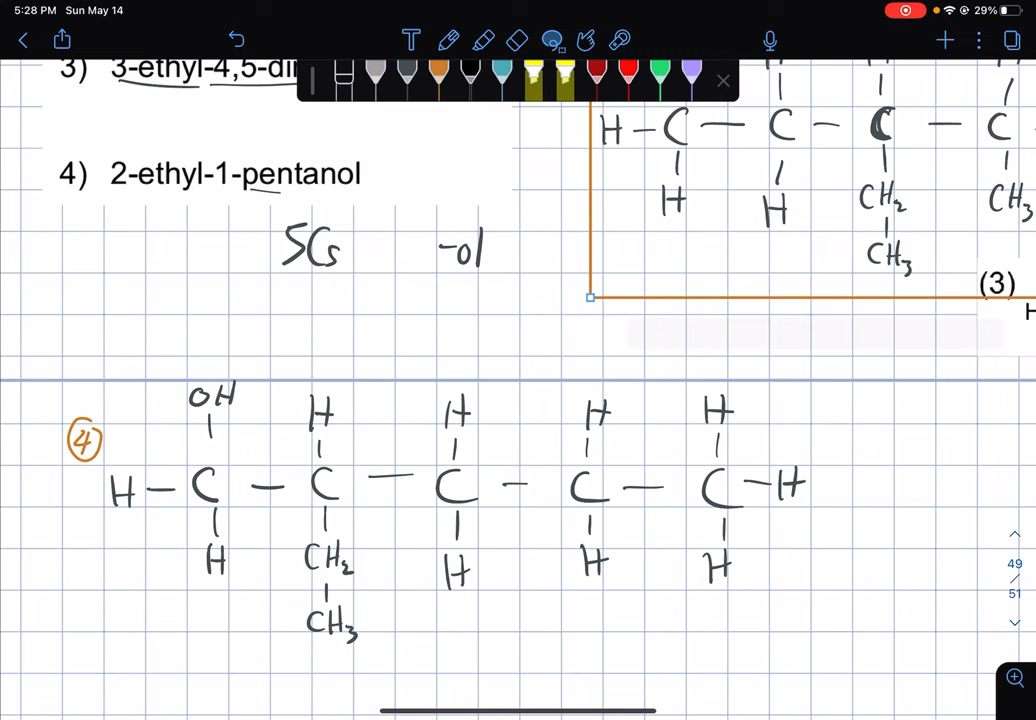 5:28 PM Sun May 14
29%
3) 3-ethyl-4,5-di
H
H
H - C - C - C - C
H H CH2 CH3
CH3
4) 2-ethyl-1-pentanol
5Cs -ol
(3)
H
4
OH H H H H
H - C - C - C - C - C - H
H CH2 H H H
CH3
49
/
51